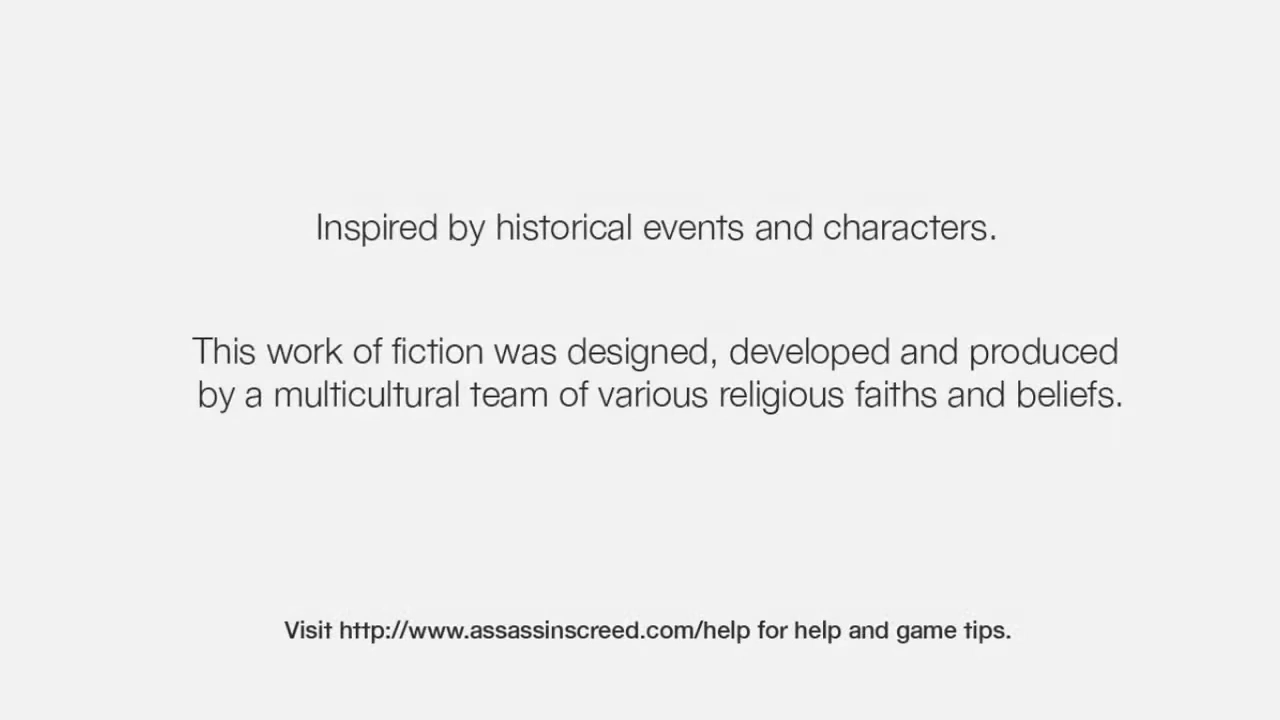 Inspired by historical events and characters.
This work of fiction was designed, developed and produced
by a multicultural team of various religious faiths and beliefs.
Visit http://www.assassinscreed.com/help for help and game tips.